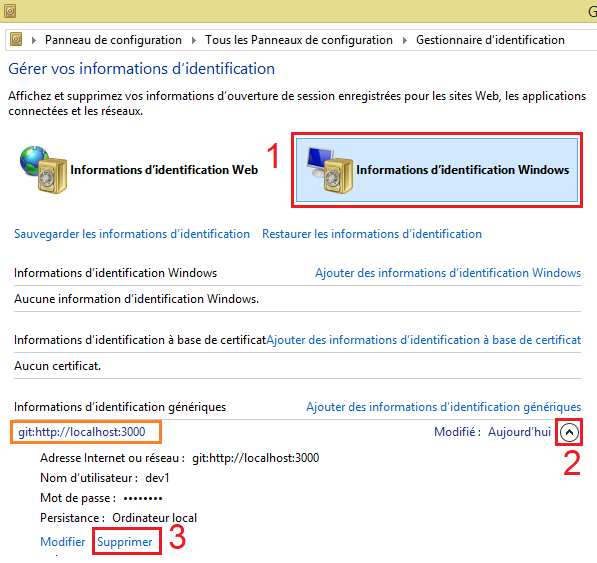 G
Panneau de configuration Tous les Panneaux de configuration Gestionnaire d'identification
Gérer vos informations d'identification
Affichez et supprimez vos informations d'ouverture de session enregistrées pour les sites Web, les applications
connectées et les réseaux.
Informations d'identification Web 1 Informations d'identification Windows
Sauvegarder les informations d'identification Restaurer les informations d'identification
Informations d'identification Windows Ajouter des informations d'identification Windows
Aucune information d'identification Windows.
Informations d'identification à base de certificat Ajouter des informations d'identification à base de certificat
Aucun certificat.
Informations d'identification génériques Ajouter des informations d'identification génériques
git:http://localhost:3000 Modifié : Aujourd'hui
2
Adresse Internet ou réseau : git:http://localhost:3000
Nom d'utilisateur : dev1
Mot de passe : ••••••••
Persistance : Ordinateur local
Modifier Supprimer 3